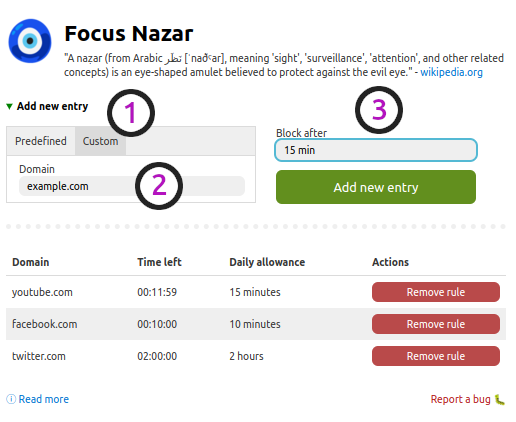 Focus Nazar
"A naẓar (from Arabic نَظَر [ˈnaðˤar], meaning 'sight', 'surveillance', 'attention', and other related
concepts) is an eye-shaped amulet believed to protect against the evil eye." - wikipedia.org
▾ Add new entry
1
3
Predefined Custom
Block after
Domain
15 min
example.com
2
Add new entry
Domain Time left Daily allowance Actions
youtube.com 00:11:59 15 minutes Remove rule
facebook.com 00:10:00 10 minutes Remove rule
twitter.com 02:00:00 2 hours Remove rule
ⓘ Read more Report a bug 🐛